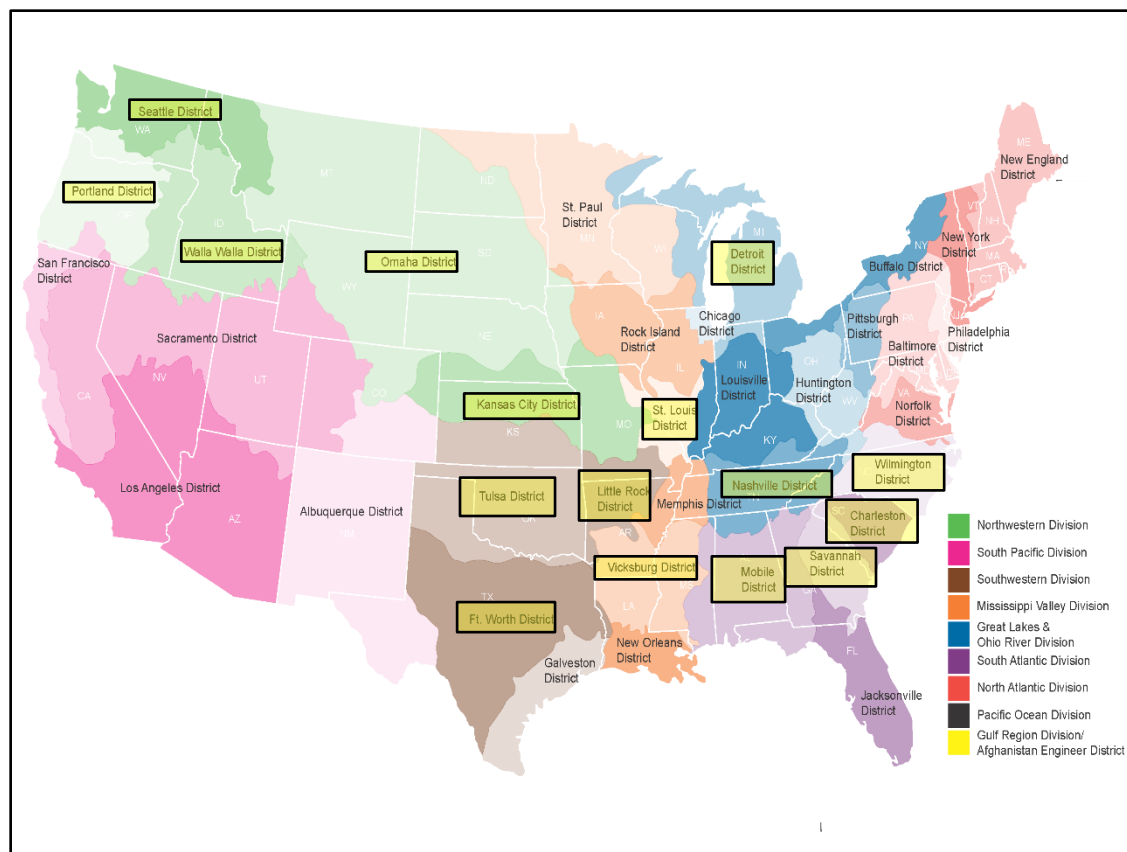 Seattle District
WA
Portland District
ID
Walla Walla District
MT
ND
SD
Omaha District
WY
NE
San Francisco
District
Sacramento District
NV
UT
CA
CO
Los Angeles District
AZ
Albuquerque District
NM
St. Paul
District
MN
WI
MI
Detroit
District
IA
Rock Island
District
IL
Chicago
District
IN
Louisville
District
OH
Huntington
District
WV
KY
Kansas City District
KS
MO
St. Louis
District
Tulsa District
OK
Little Rock
District
AR
Memphis District
Nashville District
TN
Vicksburg District
MS
LA
New Orleans
District
TX
Ft. Worth District
Galveston
District
Mobile
District
Savannah
District
GA
SC
Charleston
District
Wilmington
District
FL
Jacksonville
District
ME
New England
District
VT
NH
MA
CT
NY
New York
District
Buffalo District
Pittsburgh
District
PA
Baltimore
District
Philadelphia
District
VA
Norfolk
District
Northwestern Division
South Pacific Division
Southwestern Division
Mississippi Valley Division
Great Lakes &
Ohio River Division
South Atlantic Division
North Atlantic Division
Pacific Ocean Division
Gulf Region Division/
Afghanistan Engineer District